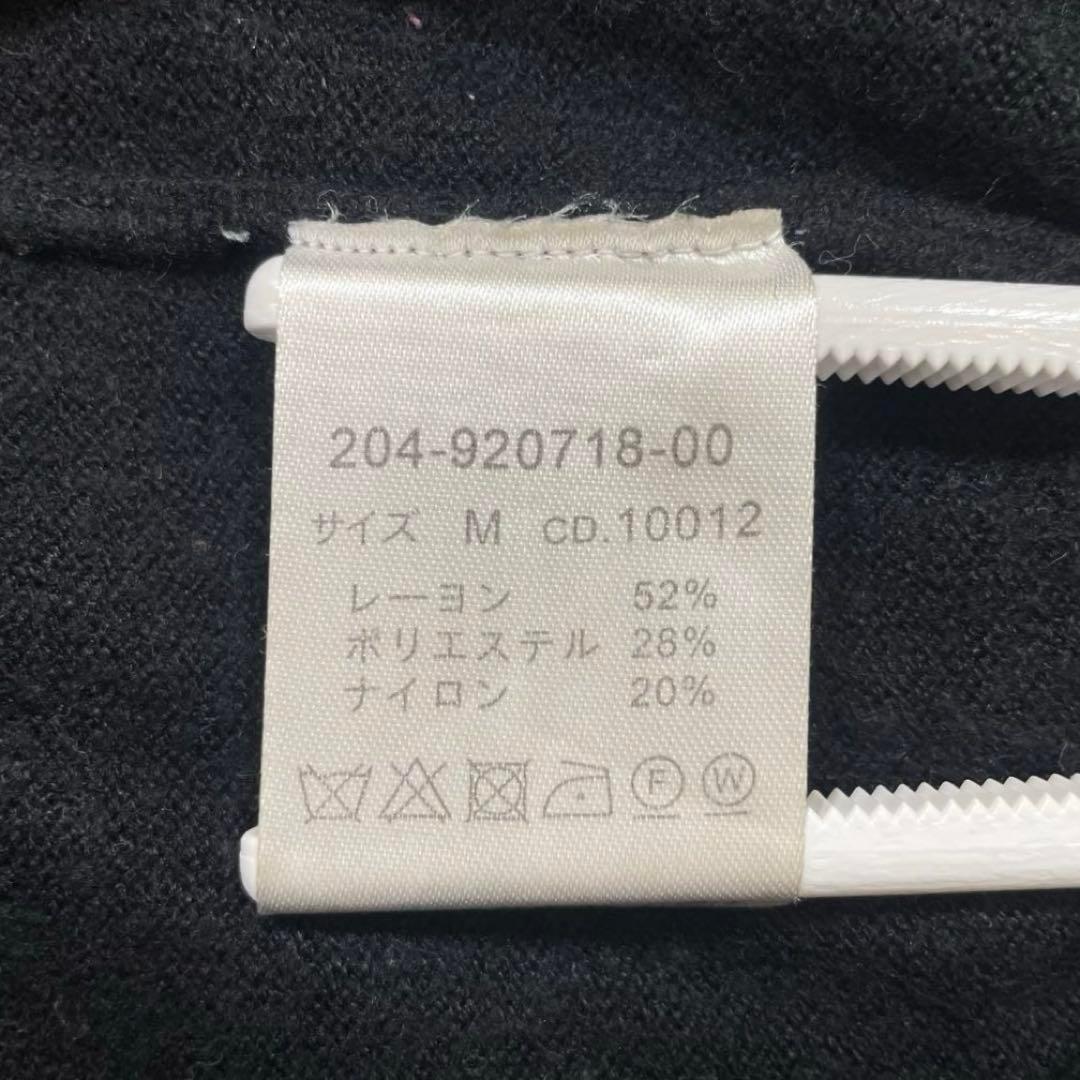 204-920718-00
サイズ M CD.10012
レーヨン 52%
ポリエステル 28%
ナイロン 20%
F W